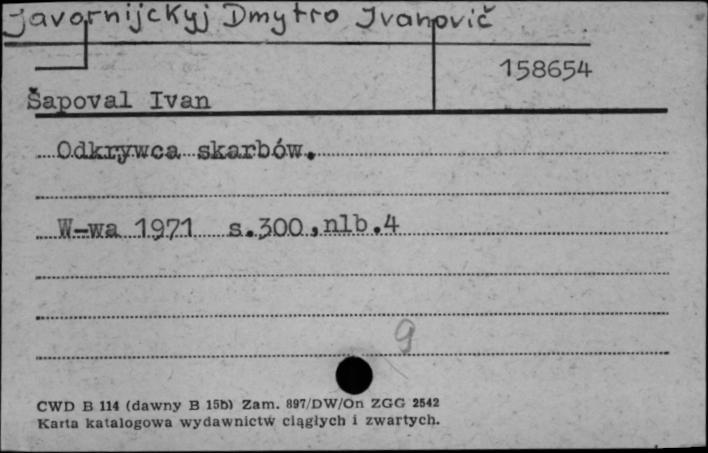 Javornijckyj Dmytro Ivanovič
158654
Šapoval Ivan
Odkrywca skarbów.
W-wa 1971 s.300,nlb.4
9
CWD B 114 (dawny B 15b) Zam. 897/DW/On ZGG 2542
Karta katalogowa wydawnictw ciągłych i zwartych.